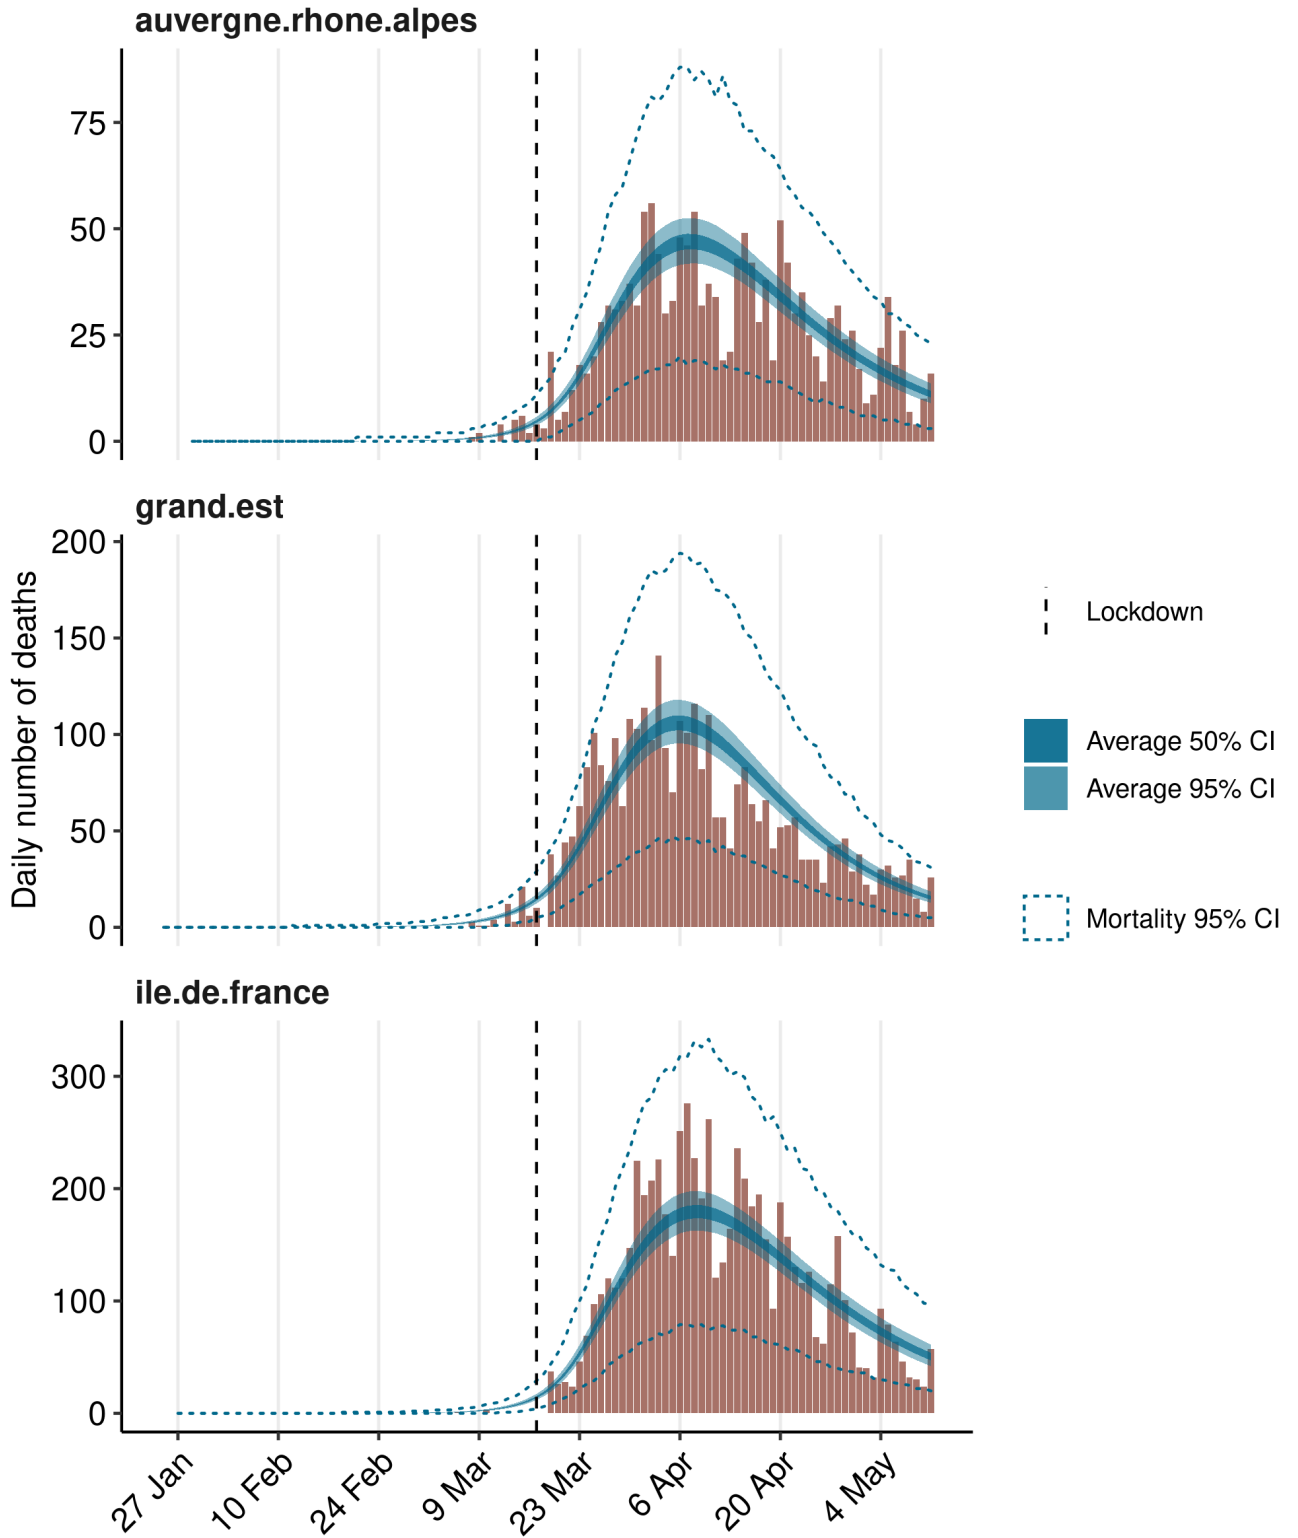 auvergne.rhone.alpes
75
50
25
0
grand.est
200
150
100
50
0
Daily number of deaths
Lockdown
Average 50% CI
Average 95% CI
Mortality 95% CI
ile.de.france
300
200
100
0
27 Jan
10 Feb
24 Feb
9 Mar
23 Mar
6 Apr
20 Apr
4 May